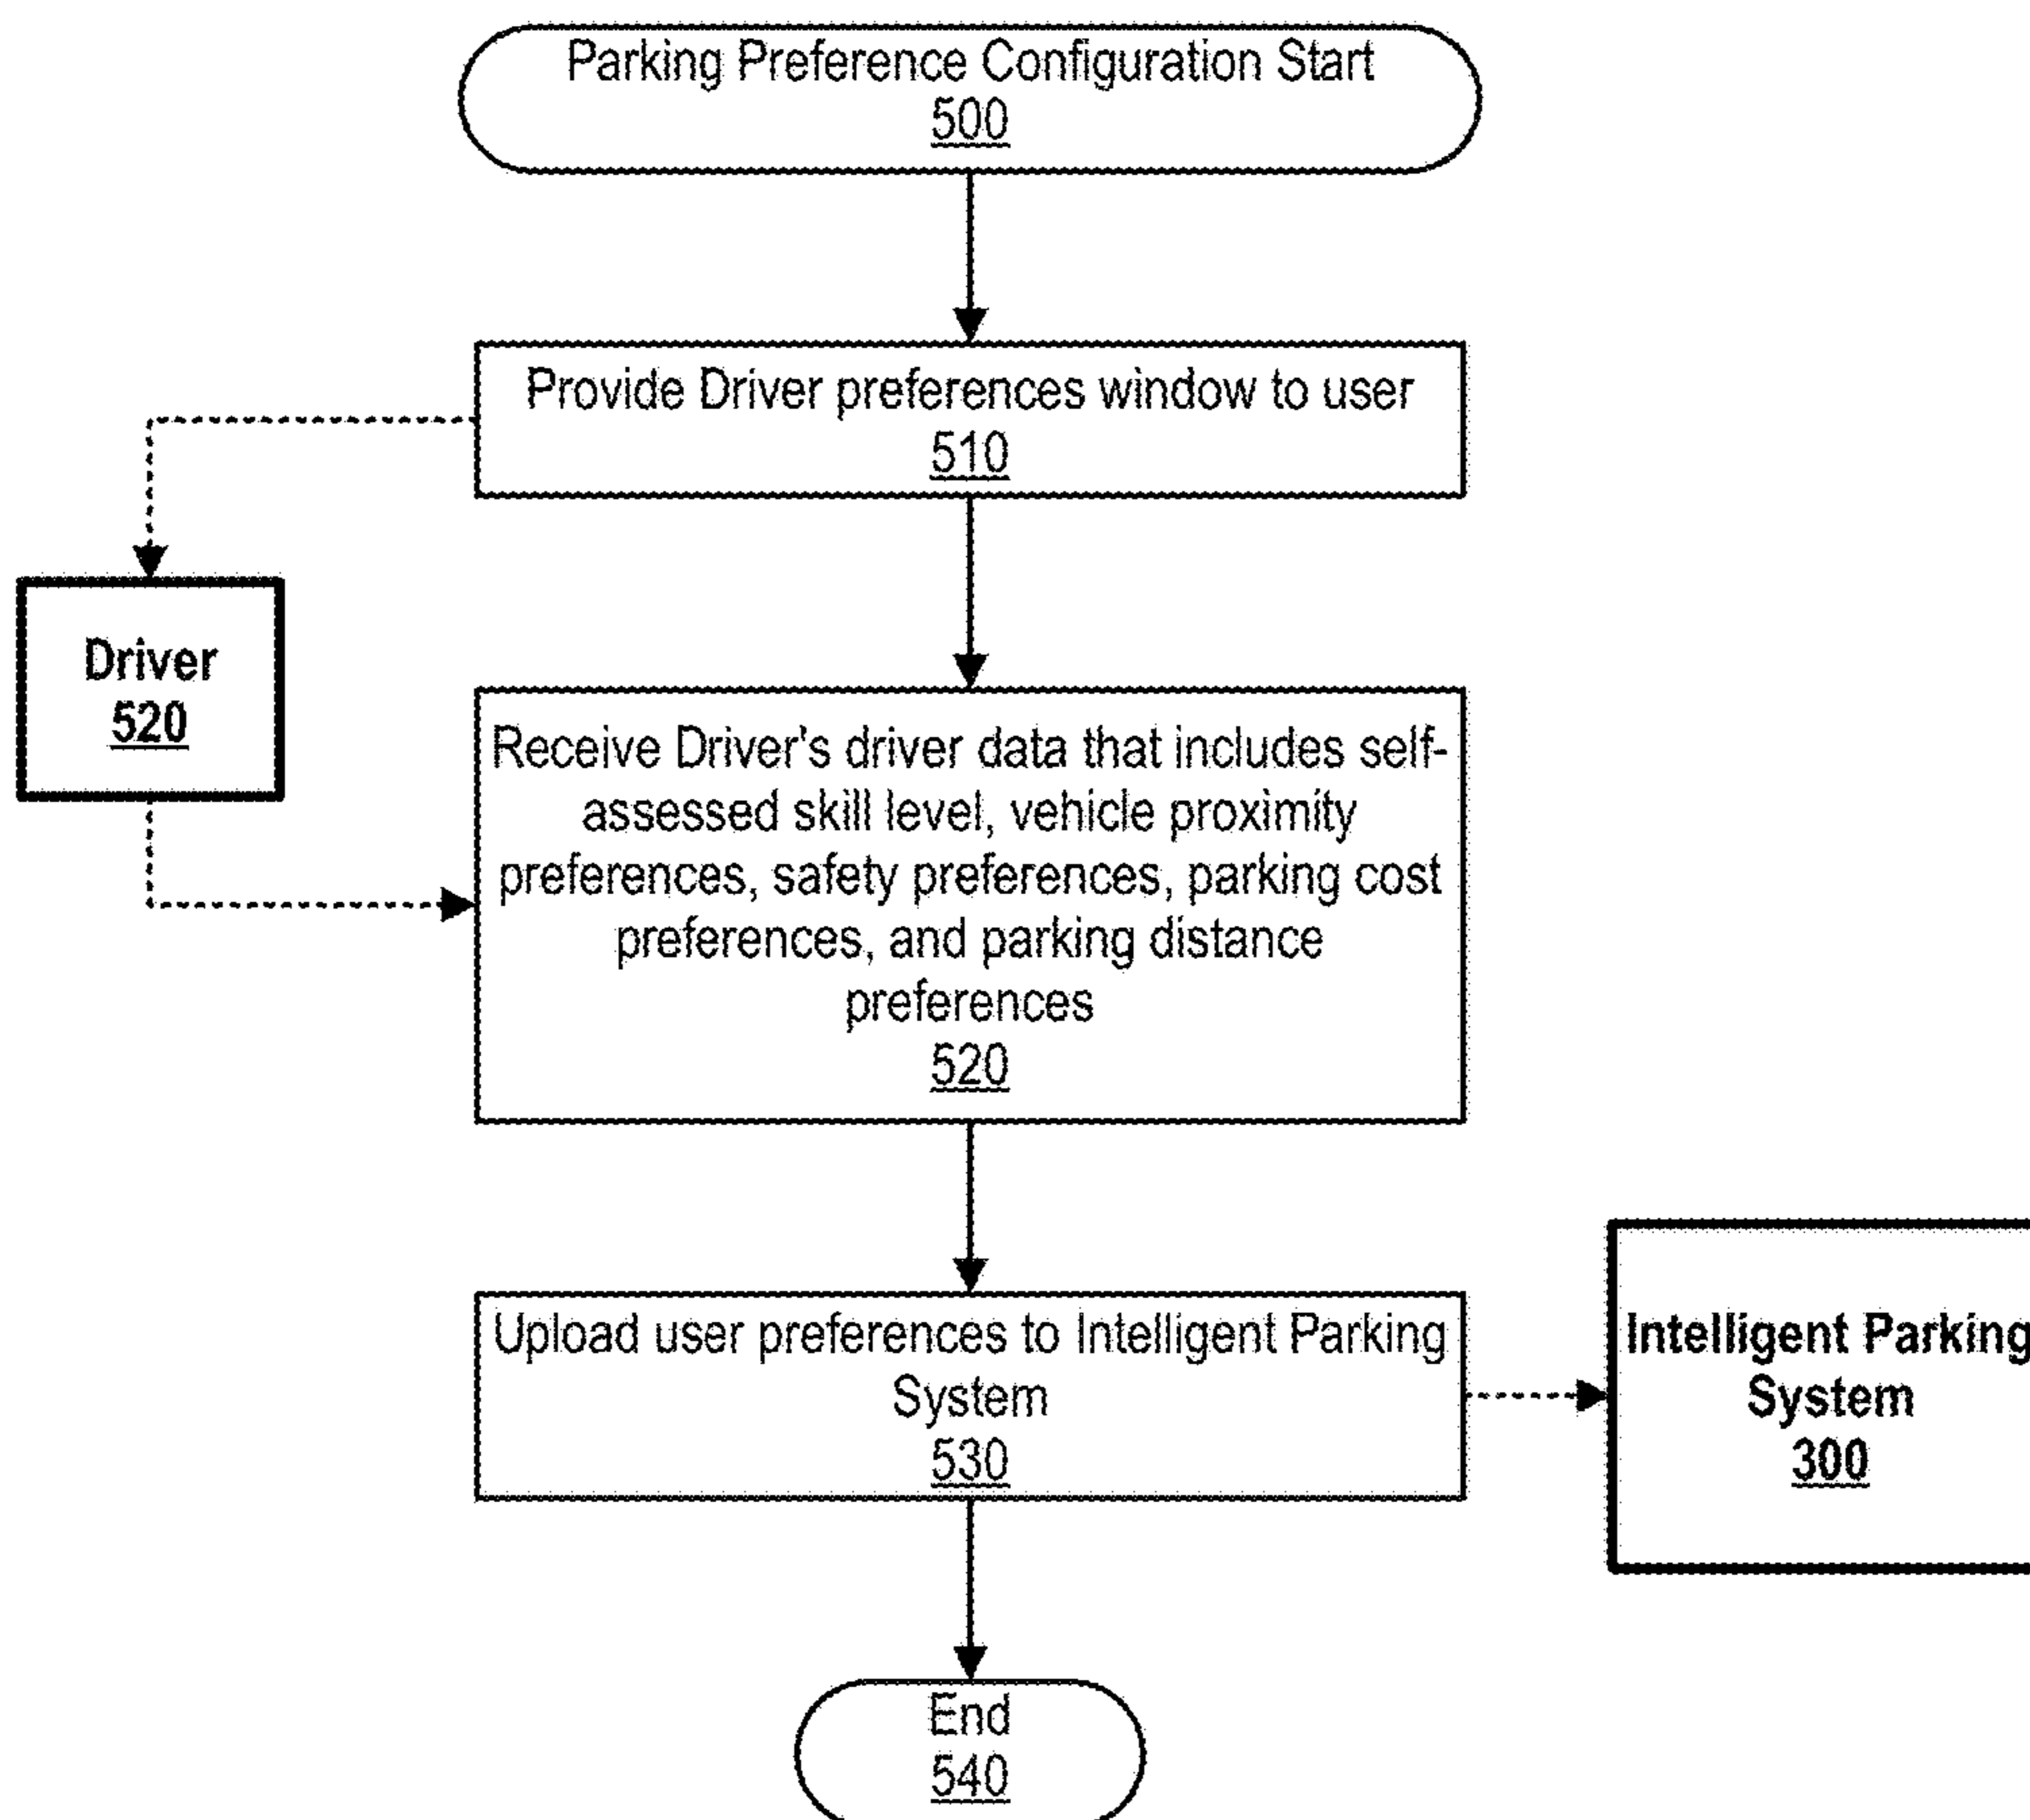 Parking Preference Configuration Start
500
Provide Driver preferences window to user
510
Driver
520
Receive Driver's driver data that includes self-
assessed skill level, vehicle proximity
preferences, safety preferences, parking cost
preferences, and parking distance
preferences
520
Upload user preferences to Intelligent Parking
System
530
Intelligent Parking
System
300
End
540